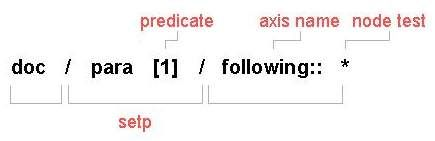 predicate axis name node test
doc / para [1] / following:: *
setp